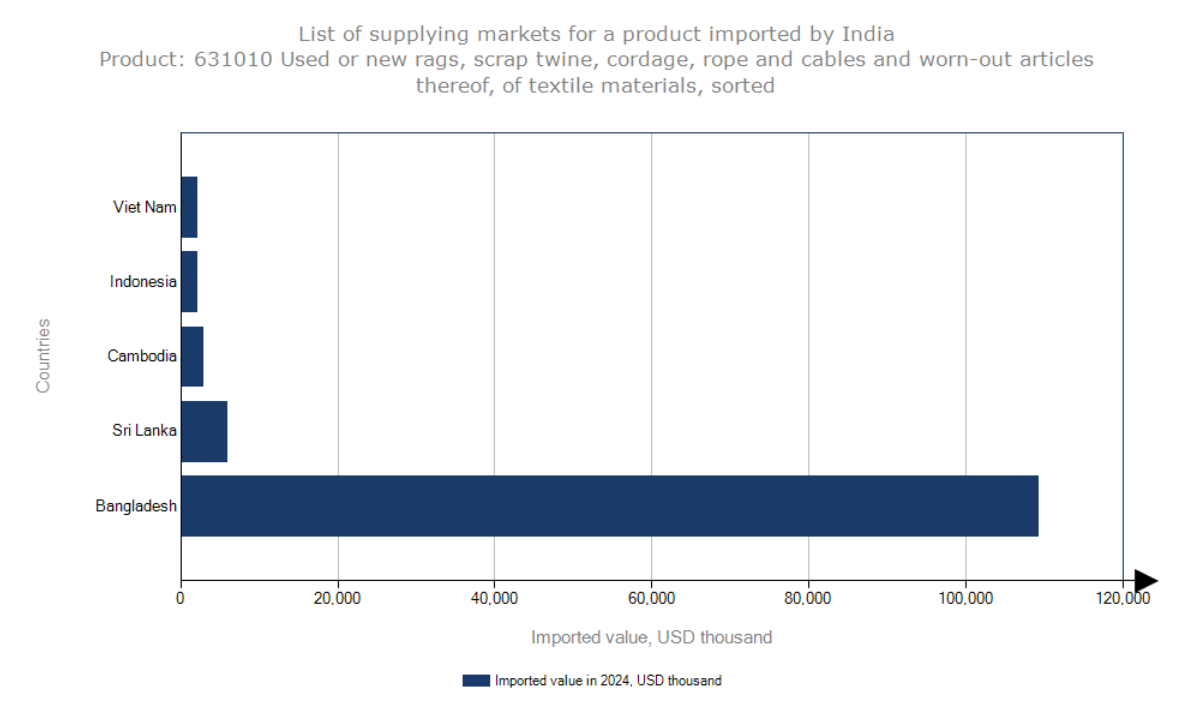 List of supplying markets for a product imported by India
Product: 631010 Used or new rags, scrap twine, cordage, rope and cables and worn-out articles
thereof, of textile materials, sorted
Viet Nam
Indonesia
Cambodia
Sri Lanka
Bangladesh
Countries
0 20,000 40,000 60,000 80,000 100,000 120,000
Imported value, USD thousand
Imported value in 2024, USD thousand